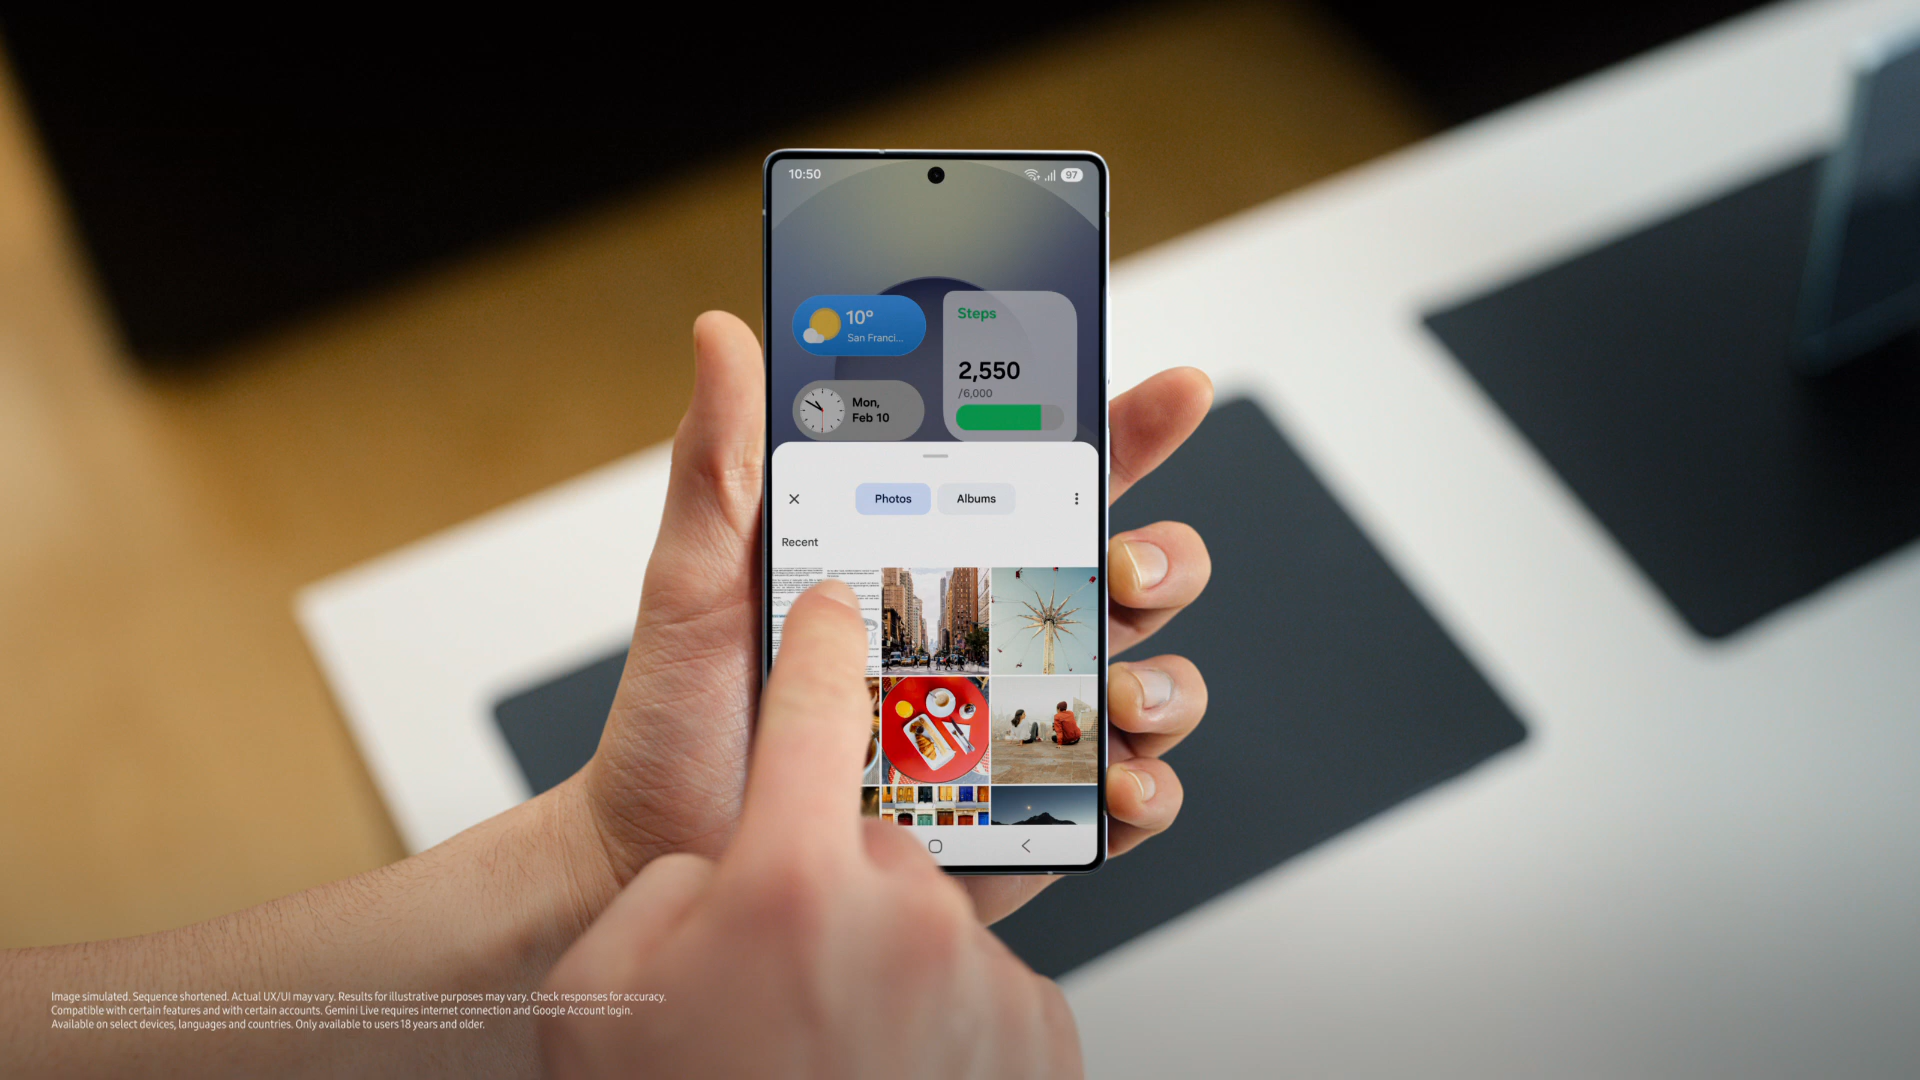 10:50
97
10°
San Franci...
Steps
2,550
/6,000
Mon,
Feb 10
Photos
Albums
Recent
Image simulated. Sequence shortened. Actual UX/UI may vary. Results for illustrative purposes may vary. Check responses for accuracy.
Compatible with certain features and with certain accounts. Gemini Live requires internet connection and Google Account login.
Available on select devices, languages and countries. Only available to users 18 years and older.